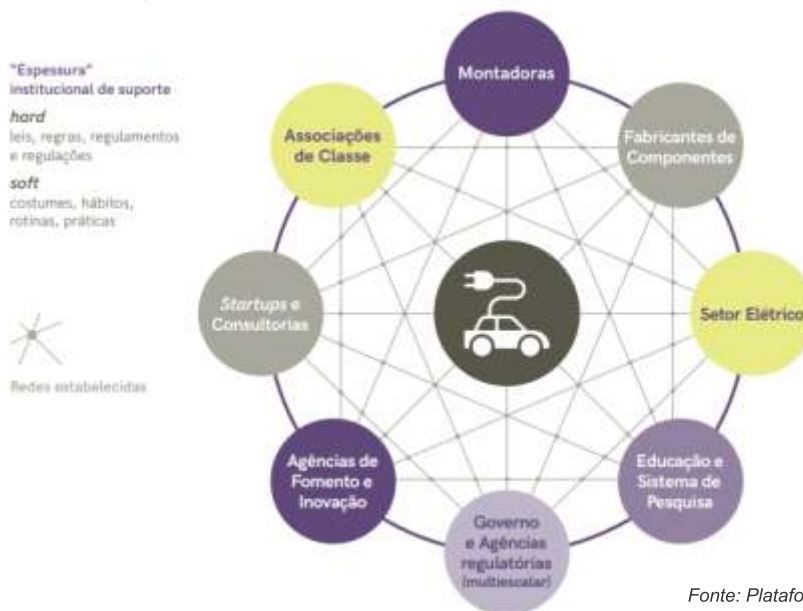 "Espessura"
institucional de suporte
hard
leis, regras, regulamentos
e regulações
soft
costumes, hábitos,
rotinas, práticas
Redes estabelecidas
Montadoras
Fabricantes de
Componentes
Setor Elétrico
Educação e
Sistema de
Pesquisa
Governo
e Agências
regulatórias
(multiescalar)
Agências de
Fomento e
Inovação
Startups e
Consultorias
Associações
de Classe
Fonte: Platafo